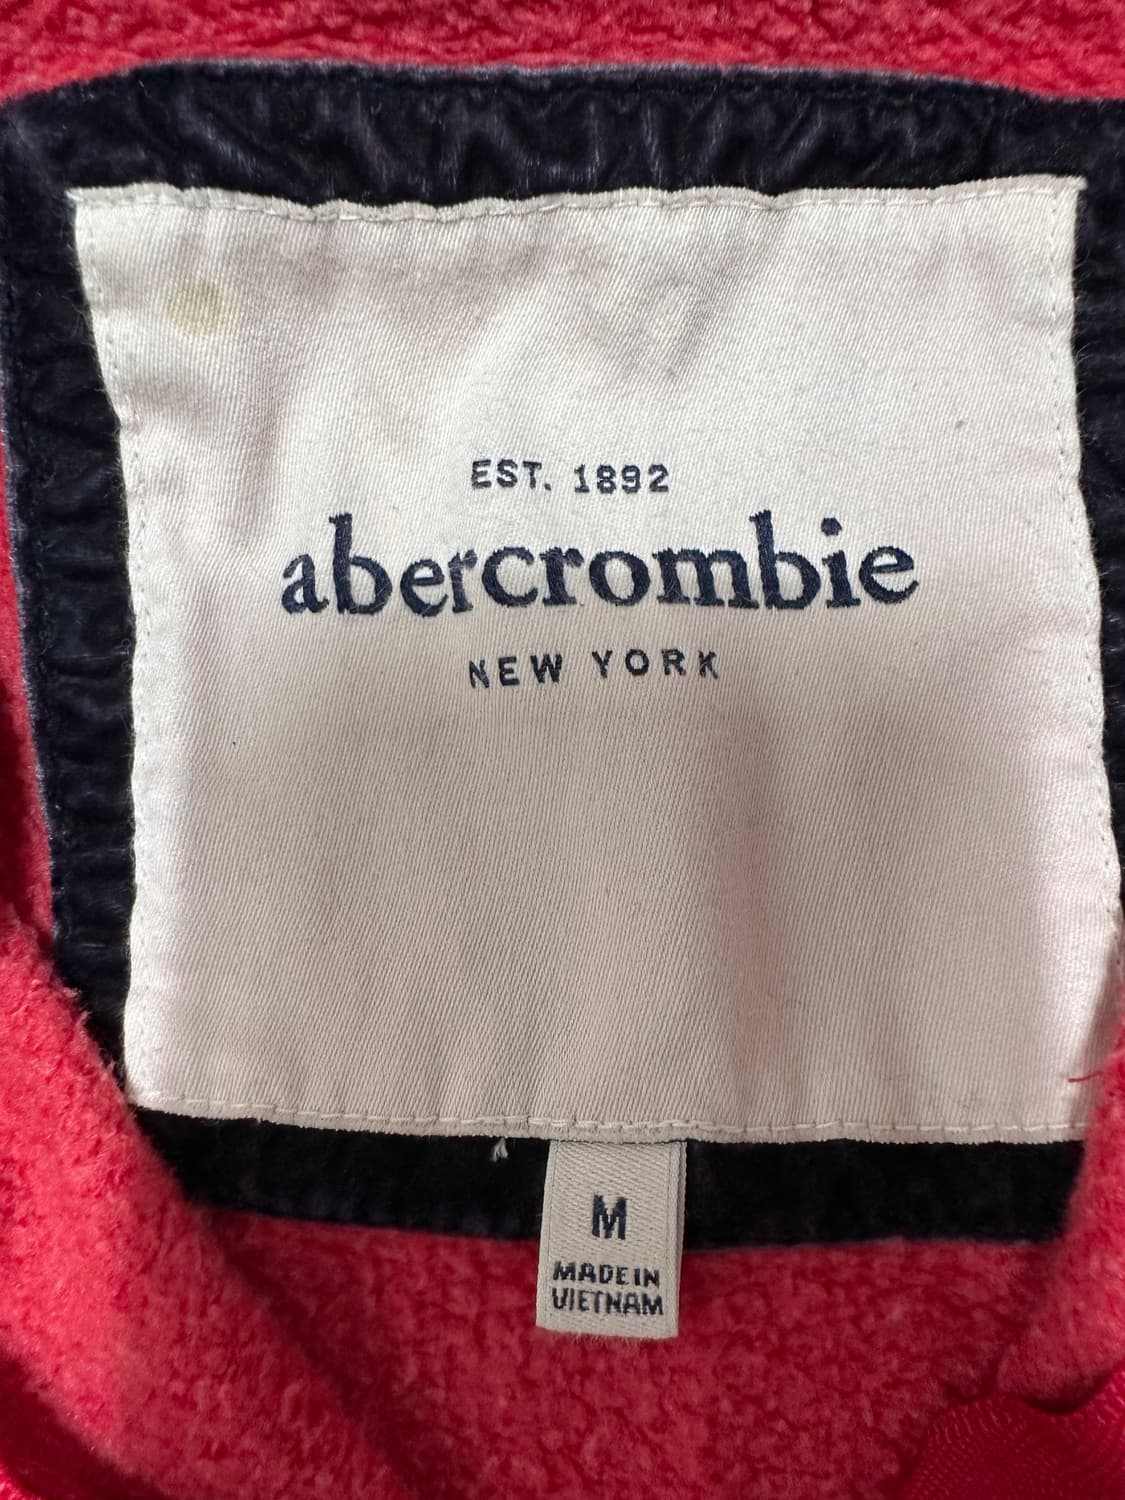 EST. 1892
abercrombie
NEW YORK
M
MADE IN
VIETNAM